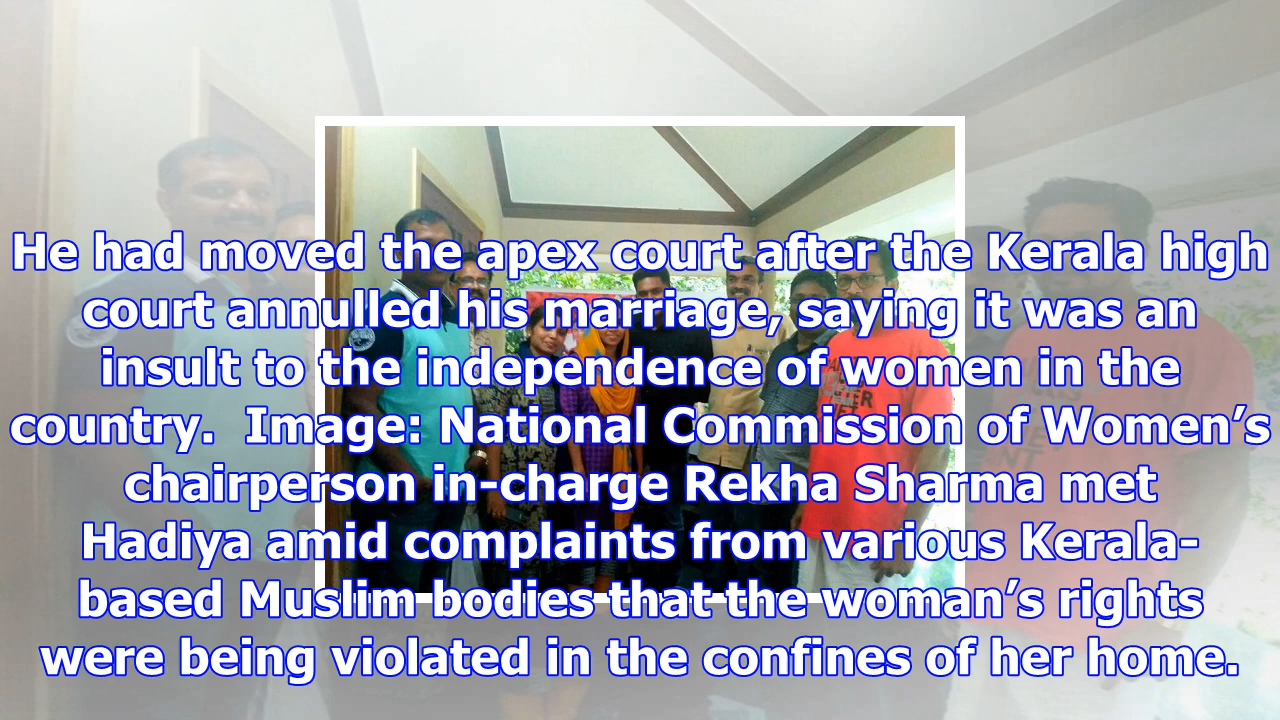 He had moved the apex court after the Kerala high
court annulled his marriage, saying it was an
insult to the independence of women in the
country.  Image: National Commission of Women’s
chairperson in-charge Rekha Sharma met
Hadiya amid complaints from various Kerala-
based Muslim bodies that the woman’s rights
were being violated in the confines of her home.